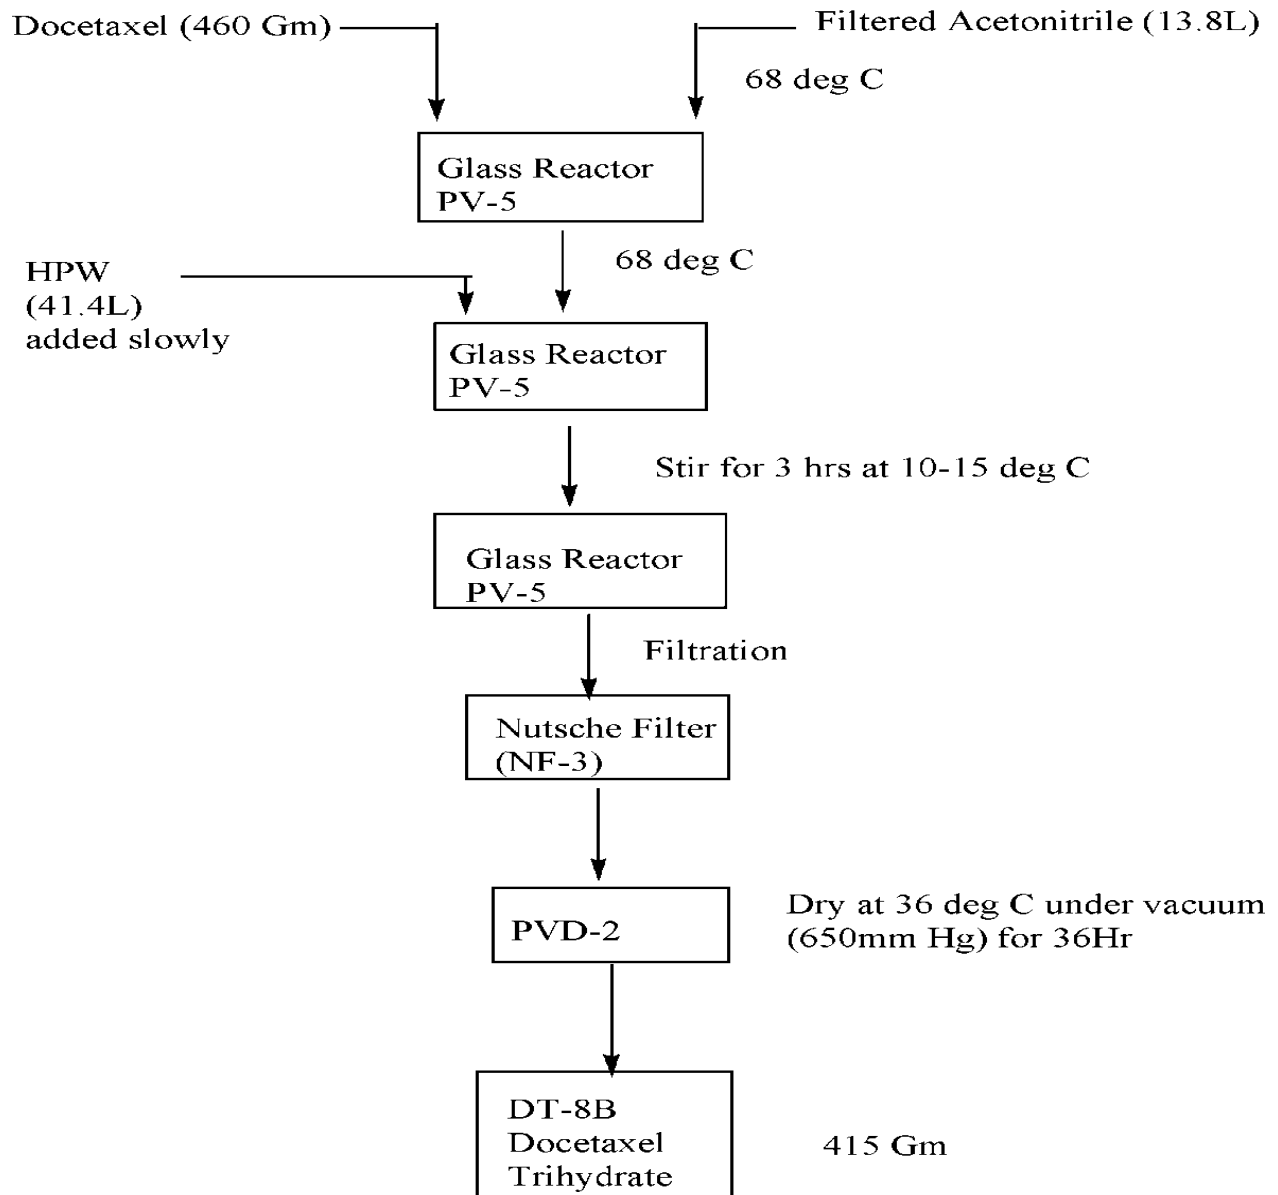 Docetaxel (460 Gm)
Filtered Acetonitrile (13.8L)
68 deg C
Glass Reactor
PV-5
68 deg C
HPW
(41.4L)
added slowly
Glass Reactor
PV-5
Stir for 3 hrs at 10-15 deg C
Glass Reactor
PV-5
Filtration
Nutsche Filter
(NF-3)
PVD-2
Dry at 36 deg C under vacuum
(650mm Hg) for 36Hr
DT-8B
Docetaxel
Trihydrate
415 Gm